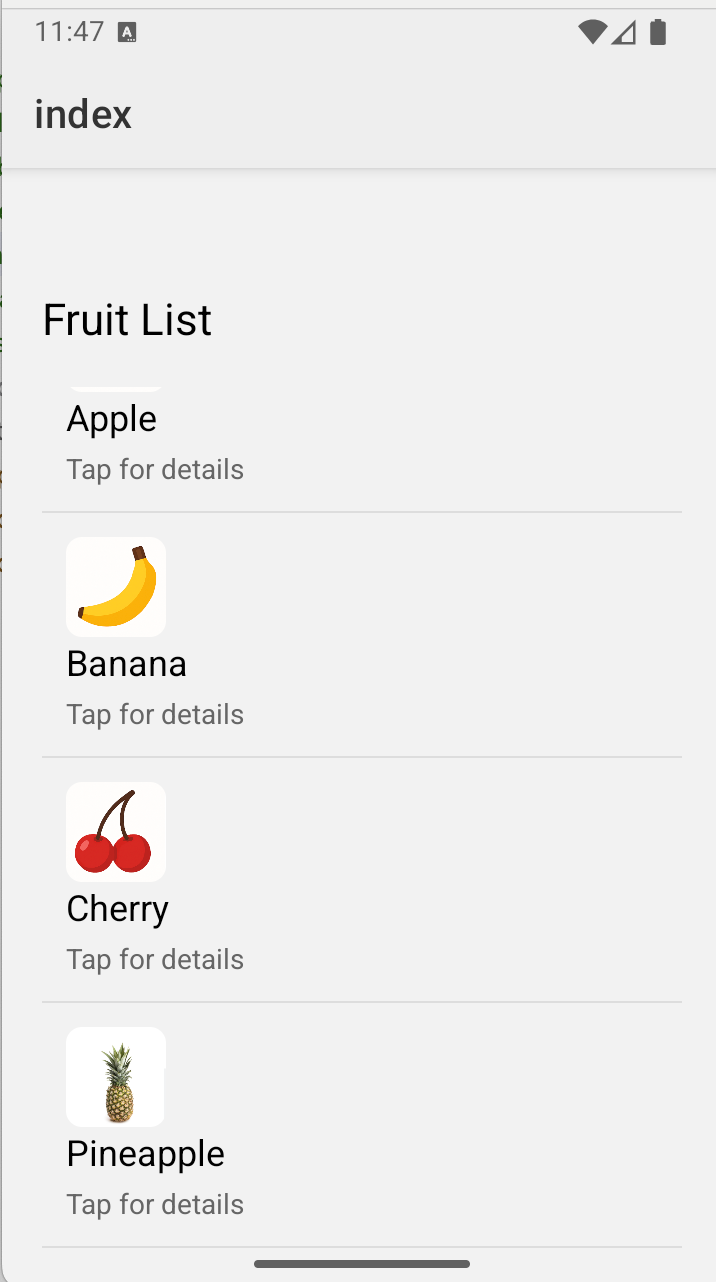 11:47 A
index
Fruit List
Apple
Tap for details
Banana
Tap for details
Cherry
Tap for details
Pineapple
Tap for details